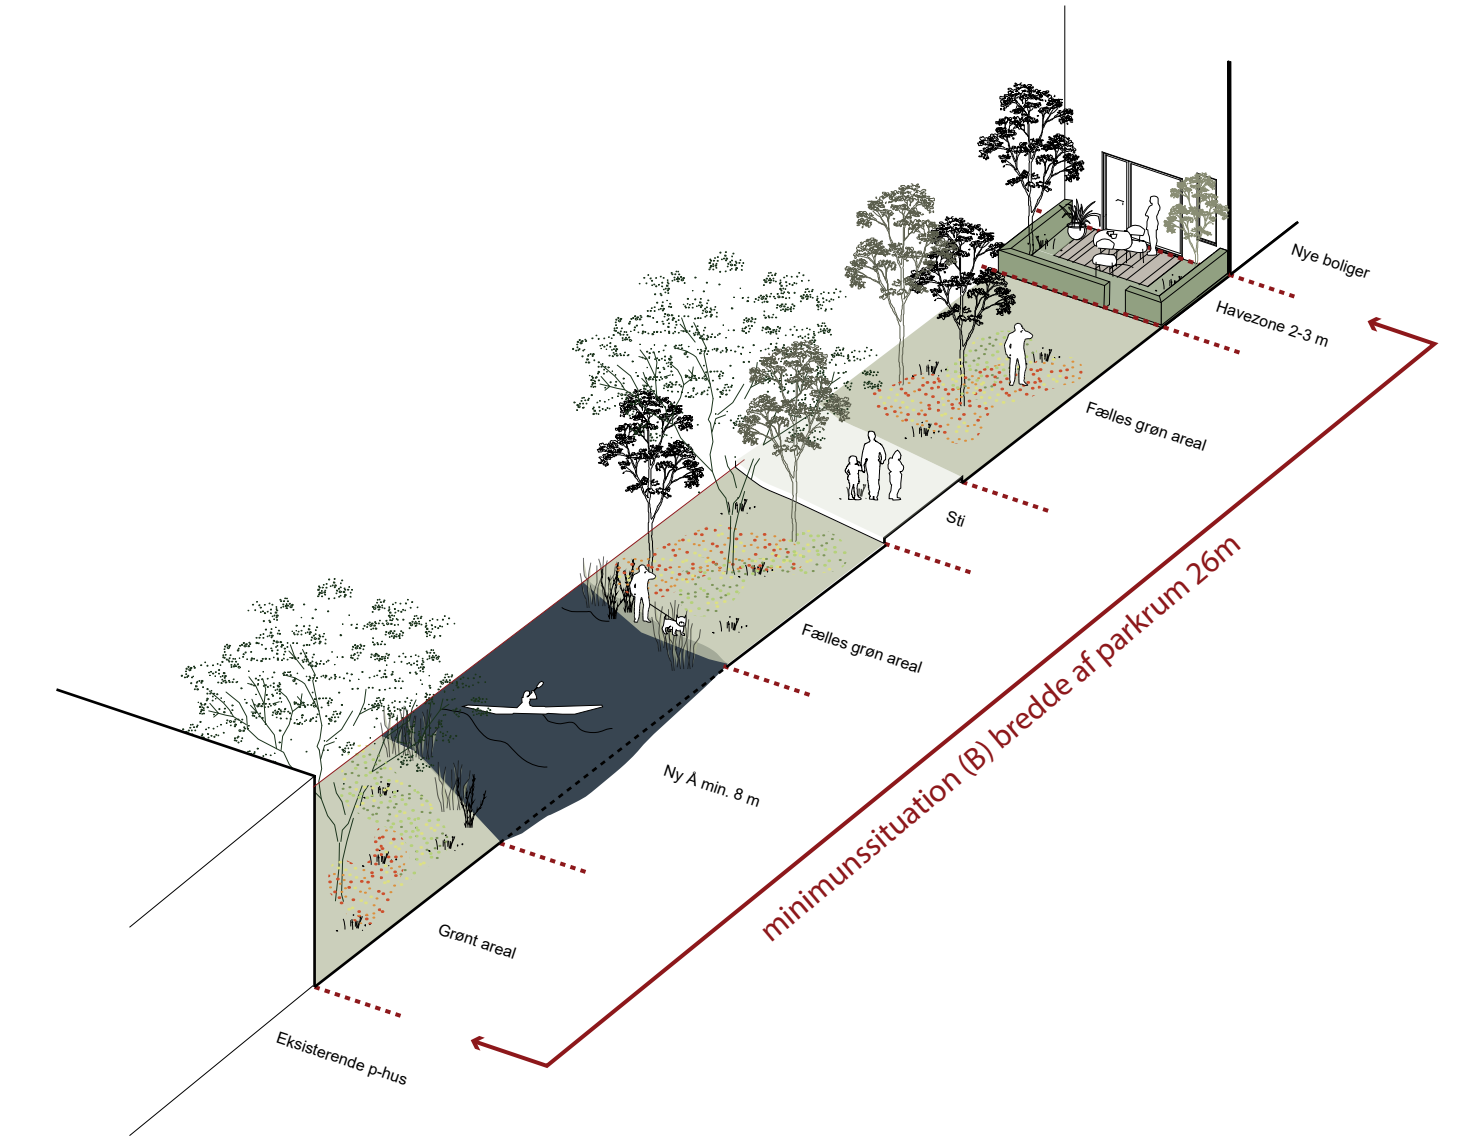 Nye boliger
Havezone 2-3 m
Fælles grøn areal
Sti
Fælles grøn areal
Ny Å min. 8 m
Grønt areal
Eksisterende p-hus
minimunssituation (B) bredde af parkrum 26m